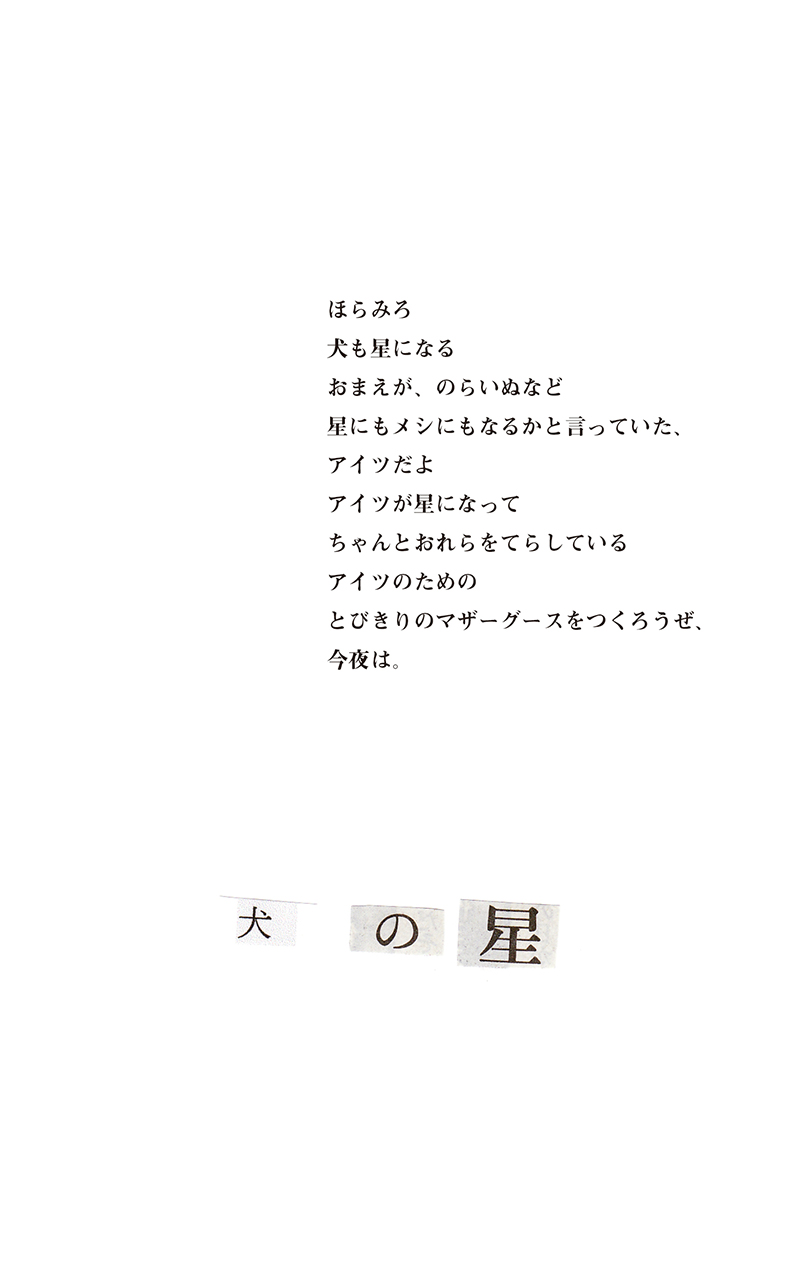 ほらみろ
犬も星になる
おまえが、のらいぬなど
星にもメシにもなるかと言っていた、
アイツだよ
アイツが星になって
ちゃんとおれらをてらしている
アイツのための
とびきりのマザーグースをつくろうぜ、
今夜は。
犬の星